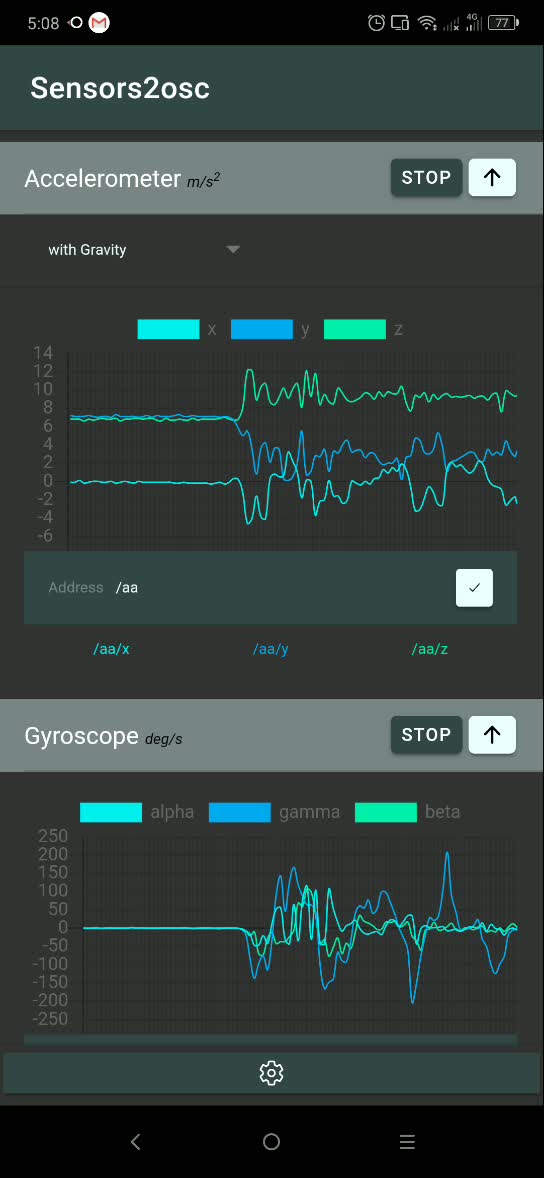 5:08 4G 77
Sensors2osc
Accelerometer m/s² STOP
with Gravity
x y z
14
12
10
8
6
4
2
0
-2
-4
-6
Address /aa
/aa/x /aa/y /aa/z
Gyroscope deg/s STOP
alpha gamma beta
250
200
150
100
50
0
-50
-100
-150
-200
-250